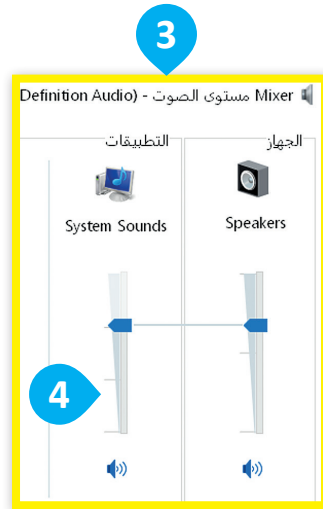 3
Mixer مستوى الصوت - (Definition Audio
الجهاز
التطبيقات
Speakers
System Sounds
4